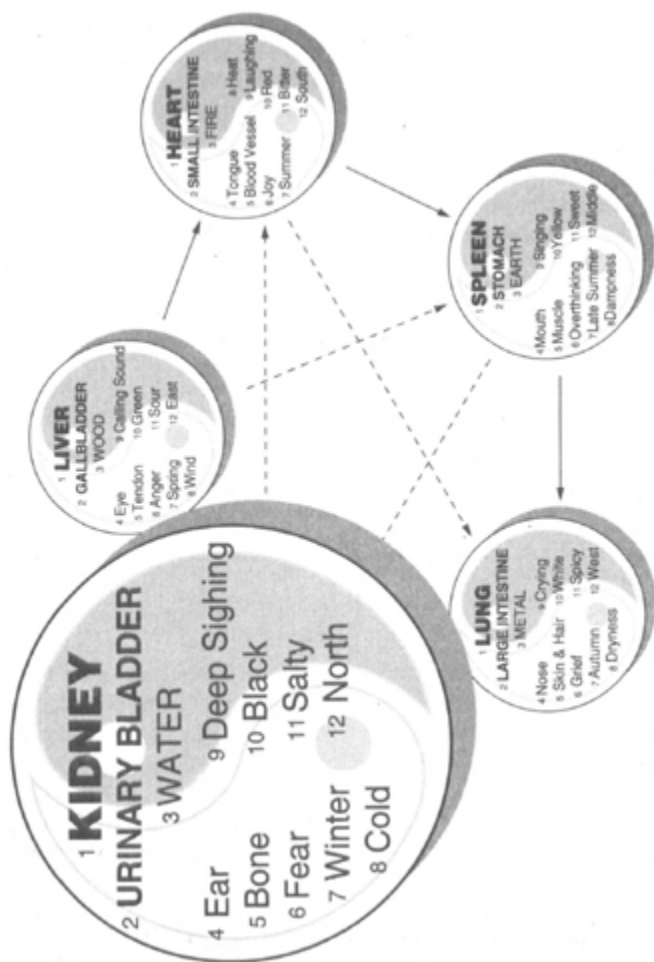 1 KIDNEY
2 URINARY BLADDER
3 WATER
4 Ear
5 Bone
6 Fear
7 Winter
8 Cold
9 Deep Sighing
10 Black
11 Salty
12 North
1 LIVER
2 GALLBLADDER
3 WOOD
4 Eye
5 Tendon
6 Anger
7 Spring
8 Wind
9 Calling Sound
10 Green
11 Sour
12 East
1 HEART
2 SMALL INTESTINE
3 FIRE
4 Tongue
5 Blood Vessel
6 Joy
7 Summer
8 Heat
9 Laughing
10 Red
11 Bitter
12 South
1 SPLEEN
2 STOMACH
3 EARTH
4 Mouth
5 Muscle
6 Overthinking
7 Late Summer
8 Dampness
9 Singing
10 Yellow
11 Sweet
12 Middle
1 LUNG
2 LARGE INTESTINE
3 METAL
4 Nose
5 Skin & Hair
6 Grief
7 Autumn
8 Dryness
9 Crying
10 White
11 Spicy
12 West